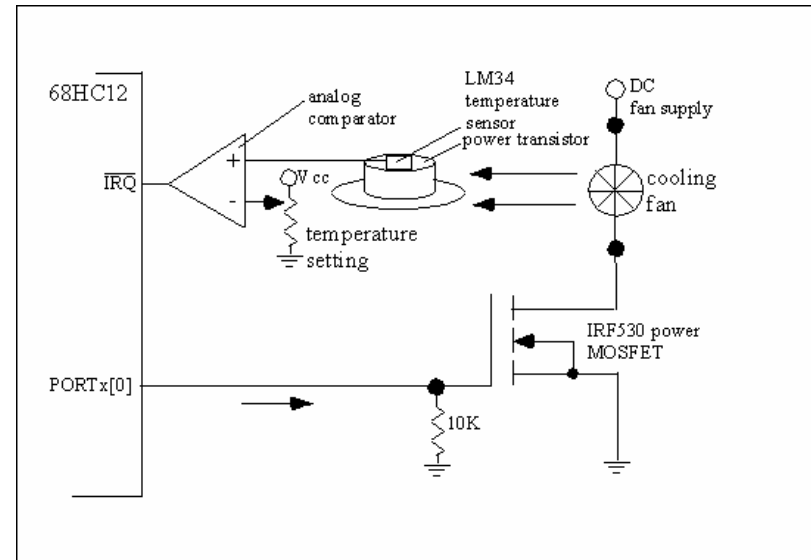 68HC12
analog
comparator
LM34
temperature
sensor
power transistor
DC
fan supply
+
IRQ
-
Vcc
temperature
setting
cooling
fan
IRF530 power
MOSFET
PORTx[0]
10K